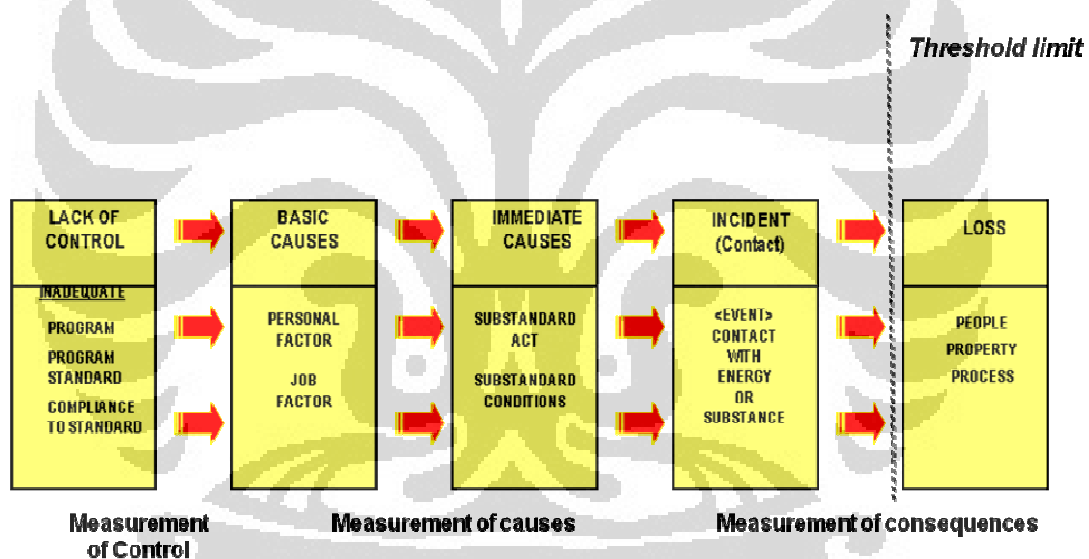 Threshold limit
LACK OF
CONTROL
INADEQUATE
PROGRAM
PROGRAM
STANDARD
COMPLIANCE
TO STANDARD
BASIC
CAUSES
PERSONAL
FACTOR
JOB
FACTOR
IMMEDIATE
CAUSES
SUBSTANDARD
ACT
SUBSTANDARD
CONDITIONS
INCIDENT
(Contact)
<EVENT>
CONTACT
WITH
ENERGY
OR
SUBSTANCE
LOSS
PEOPLE
PROPERTY
PROCESS
Measurement
of Control
Measurement of causes
Measurement of consequences